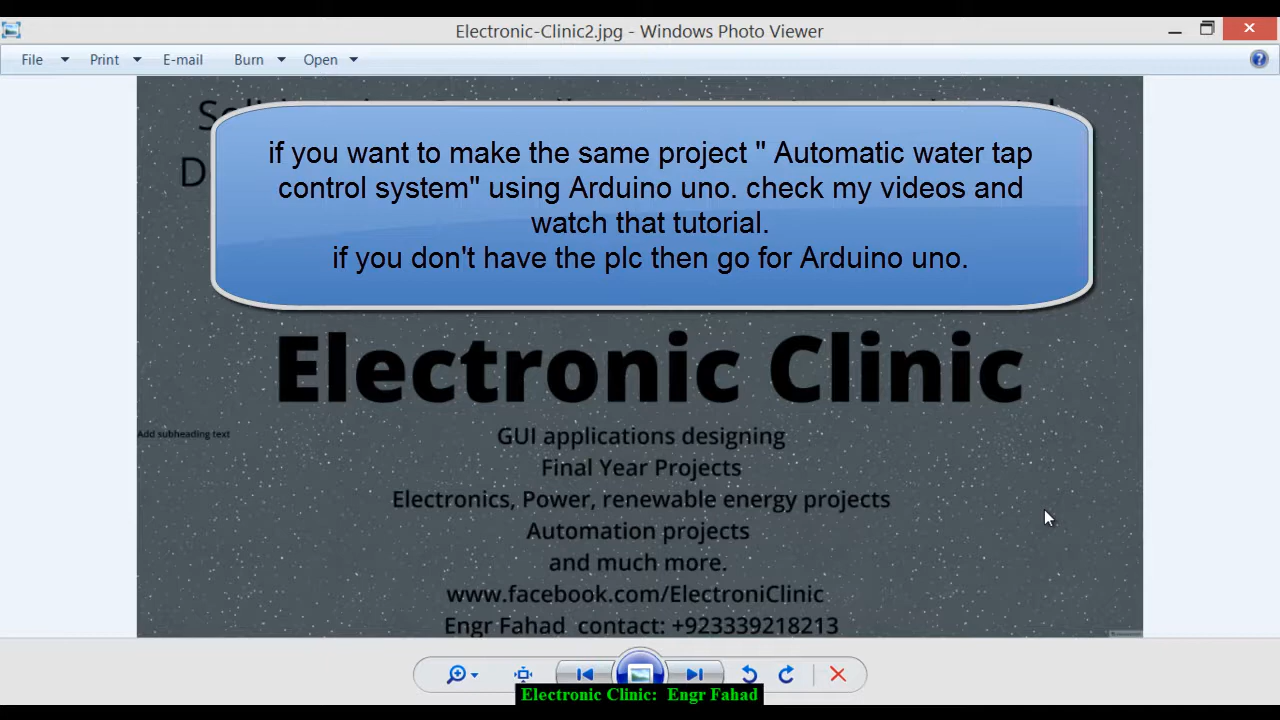 Electronic-Clinic2.jpg - Windows Photo Viewer
File Print E-mail Burn Open
if you want to make the same project " Automatic water tap
control system" using Arduino uno. check my videos and
watch that tutorial.
if you don't have the plc then go for Arduino uno.
Electronic Clinic
Add subheading text
GUI applications designing
Final Year Projects
Electronics, Power, renewable energy projects
Automation projects
and much more.
www.facebook.com/ElectroniClinic
Engr Fahad contact: +923339218213
Electronic Clinic: Engr Fahad